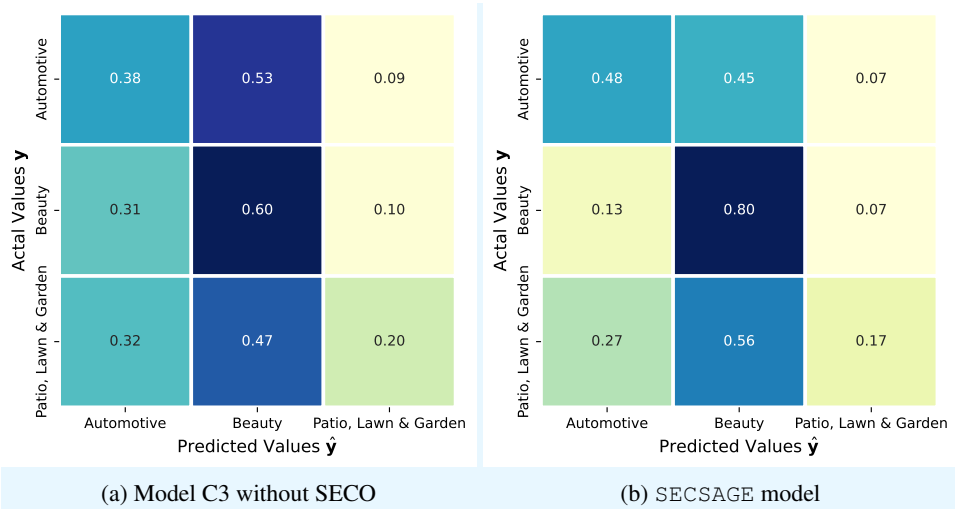 Actal Values y
Automotive
0.38 0.53 0.09
Beauty
0.31 0.60 0.10
Patio, Lawn & Garden
0.32 0.47 0.20
Automotive Beauty Patio, Lawn & Garden
Predicted Values ŷ
(a) Model C3 without SECO
Actal Values y
Automotive
0.48 0.45 0.07
Beauty
0.13 0.80 0.07
Patio, Lawn & Garden
0.27 0.56 0.17
Automotive Beauty Patio, Lawn & Garden
Predicted Values ŷ
(b) SECSAGE model